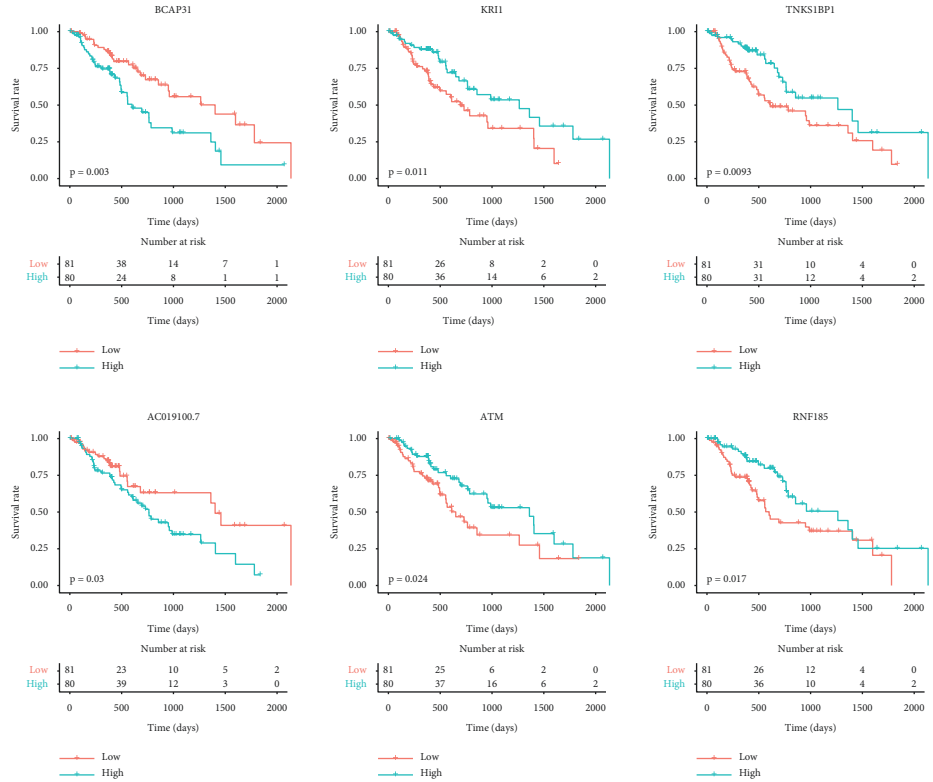 BCAP31
Survival rate
1.00
0.75
0.50
0.25
0.00
p = 0.003
0 500 1000 1500 2000
Time (days)
Number at risk
Low 81 38 14 7 1
High 80 24 8 1 1
0 500 1000 1500 2000
Time (days)
Low
High
KRI1
Survival rate
1.00
0.75
0.50
0.25
0.00
p = 0.011
0 500 1000 1500 2000
Time (days)
Number at risk
Low 81 26 8 2 0
High 80 36 14 6 2
0 500 1000 1500 2000
Time (days)
Low
High
TNKS1BP1
Survival rate
1.00
0.75
0.50
0.25
0.00
p = 0.0093
0 500 1000 1500 2000
Time (days)
Number at risk
Low 81 31 10 4 0
High 80 31 12 4 2
0 500 1000 1500 2000
Time (days)
Low
High
AC019100.7
Survival rate
1.00
0.75
0.50
0.25
0.00
p = 0.03
0 500 1000 1500 2000
Time (days)
Number at risk
Low 81 23 10 5 2
High 80 39 12 3 0
0 500 1000 1500 2000
Time (days)
Low
High
ATM
Survival rate
1.00
0.75
0.50
0.25
0.00
p = 0.024
0 500 1000 1500 2000
Time (days)
Number at risk
Low 81 25 6 2 0
High 80 37 16 6 2
0 500 1000 1500 2000
Time (days)
Low
High
RNF185
Survival rate
1.00
0.75
0.50
0.25
0.00
p = 0.017
0 500 1000 1500 2000
Time (days)
Number at risk
Low 81 26 12 4 0
High 80 36 10 4 2
0 500 1000 1500 2000
Time (days)
Low
High